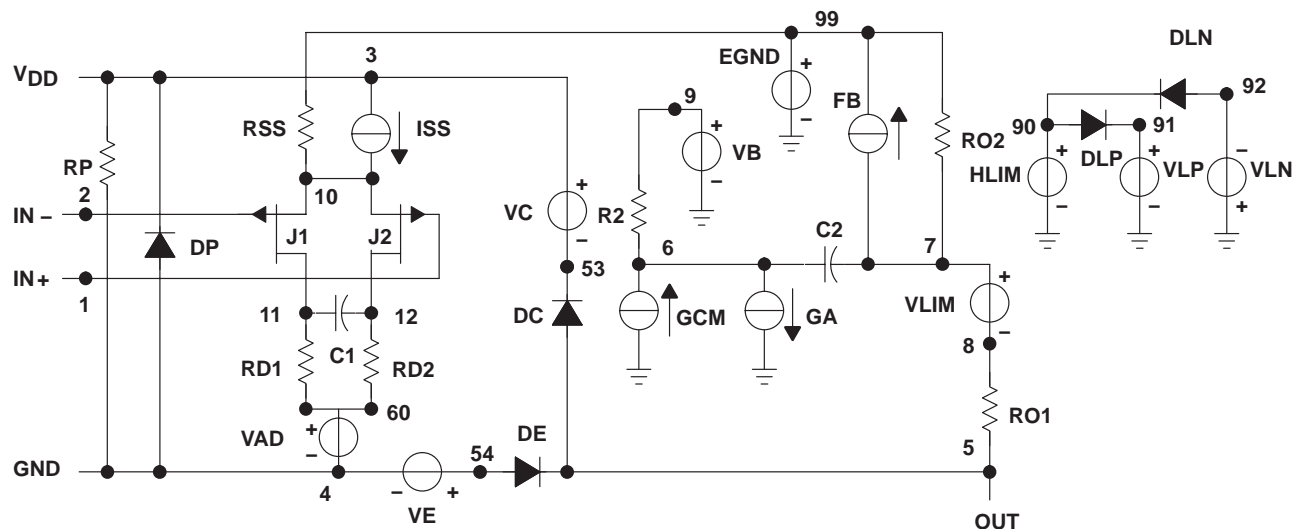 99
3
DLN
V_DD
EGND
+
FB
92
9
+
RSS
ISS
90
91
−
RO2
DLP
RP
VB
+
+
−
−
HLIM
VLP
VLN
2
10
+
−
−
+
IN −
VC
R2
J1
J2
C2
DP
−
6
7
IN +
53
+
1
VLIM
11
12
DC
GCM
GA
−
C1
8
RD1
RD2
60
+
RO1
VAD
DE
−
5
54
GND
4
−
+
VE
OUT